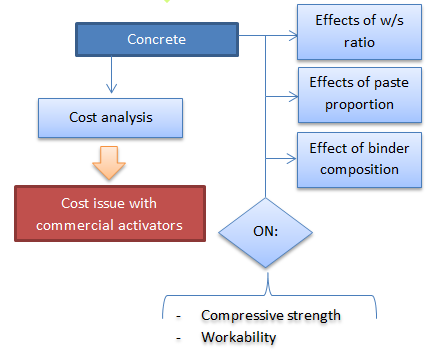 Concrete
Effects of w/s
ratio
Effects of paste
proportion
Cost analysis
Effect of binder
composition
Cost issue with
commercial activators
ON:
- Compressive strength
- Workability